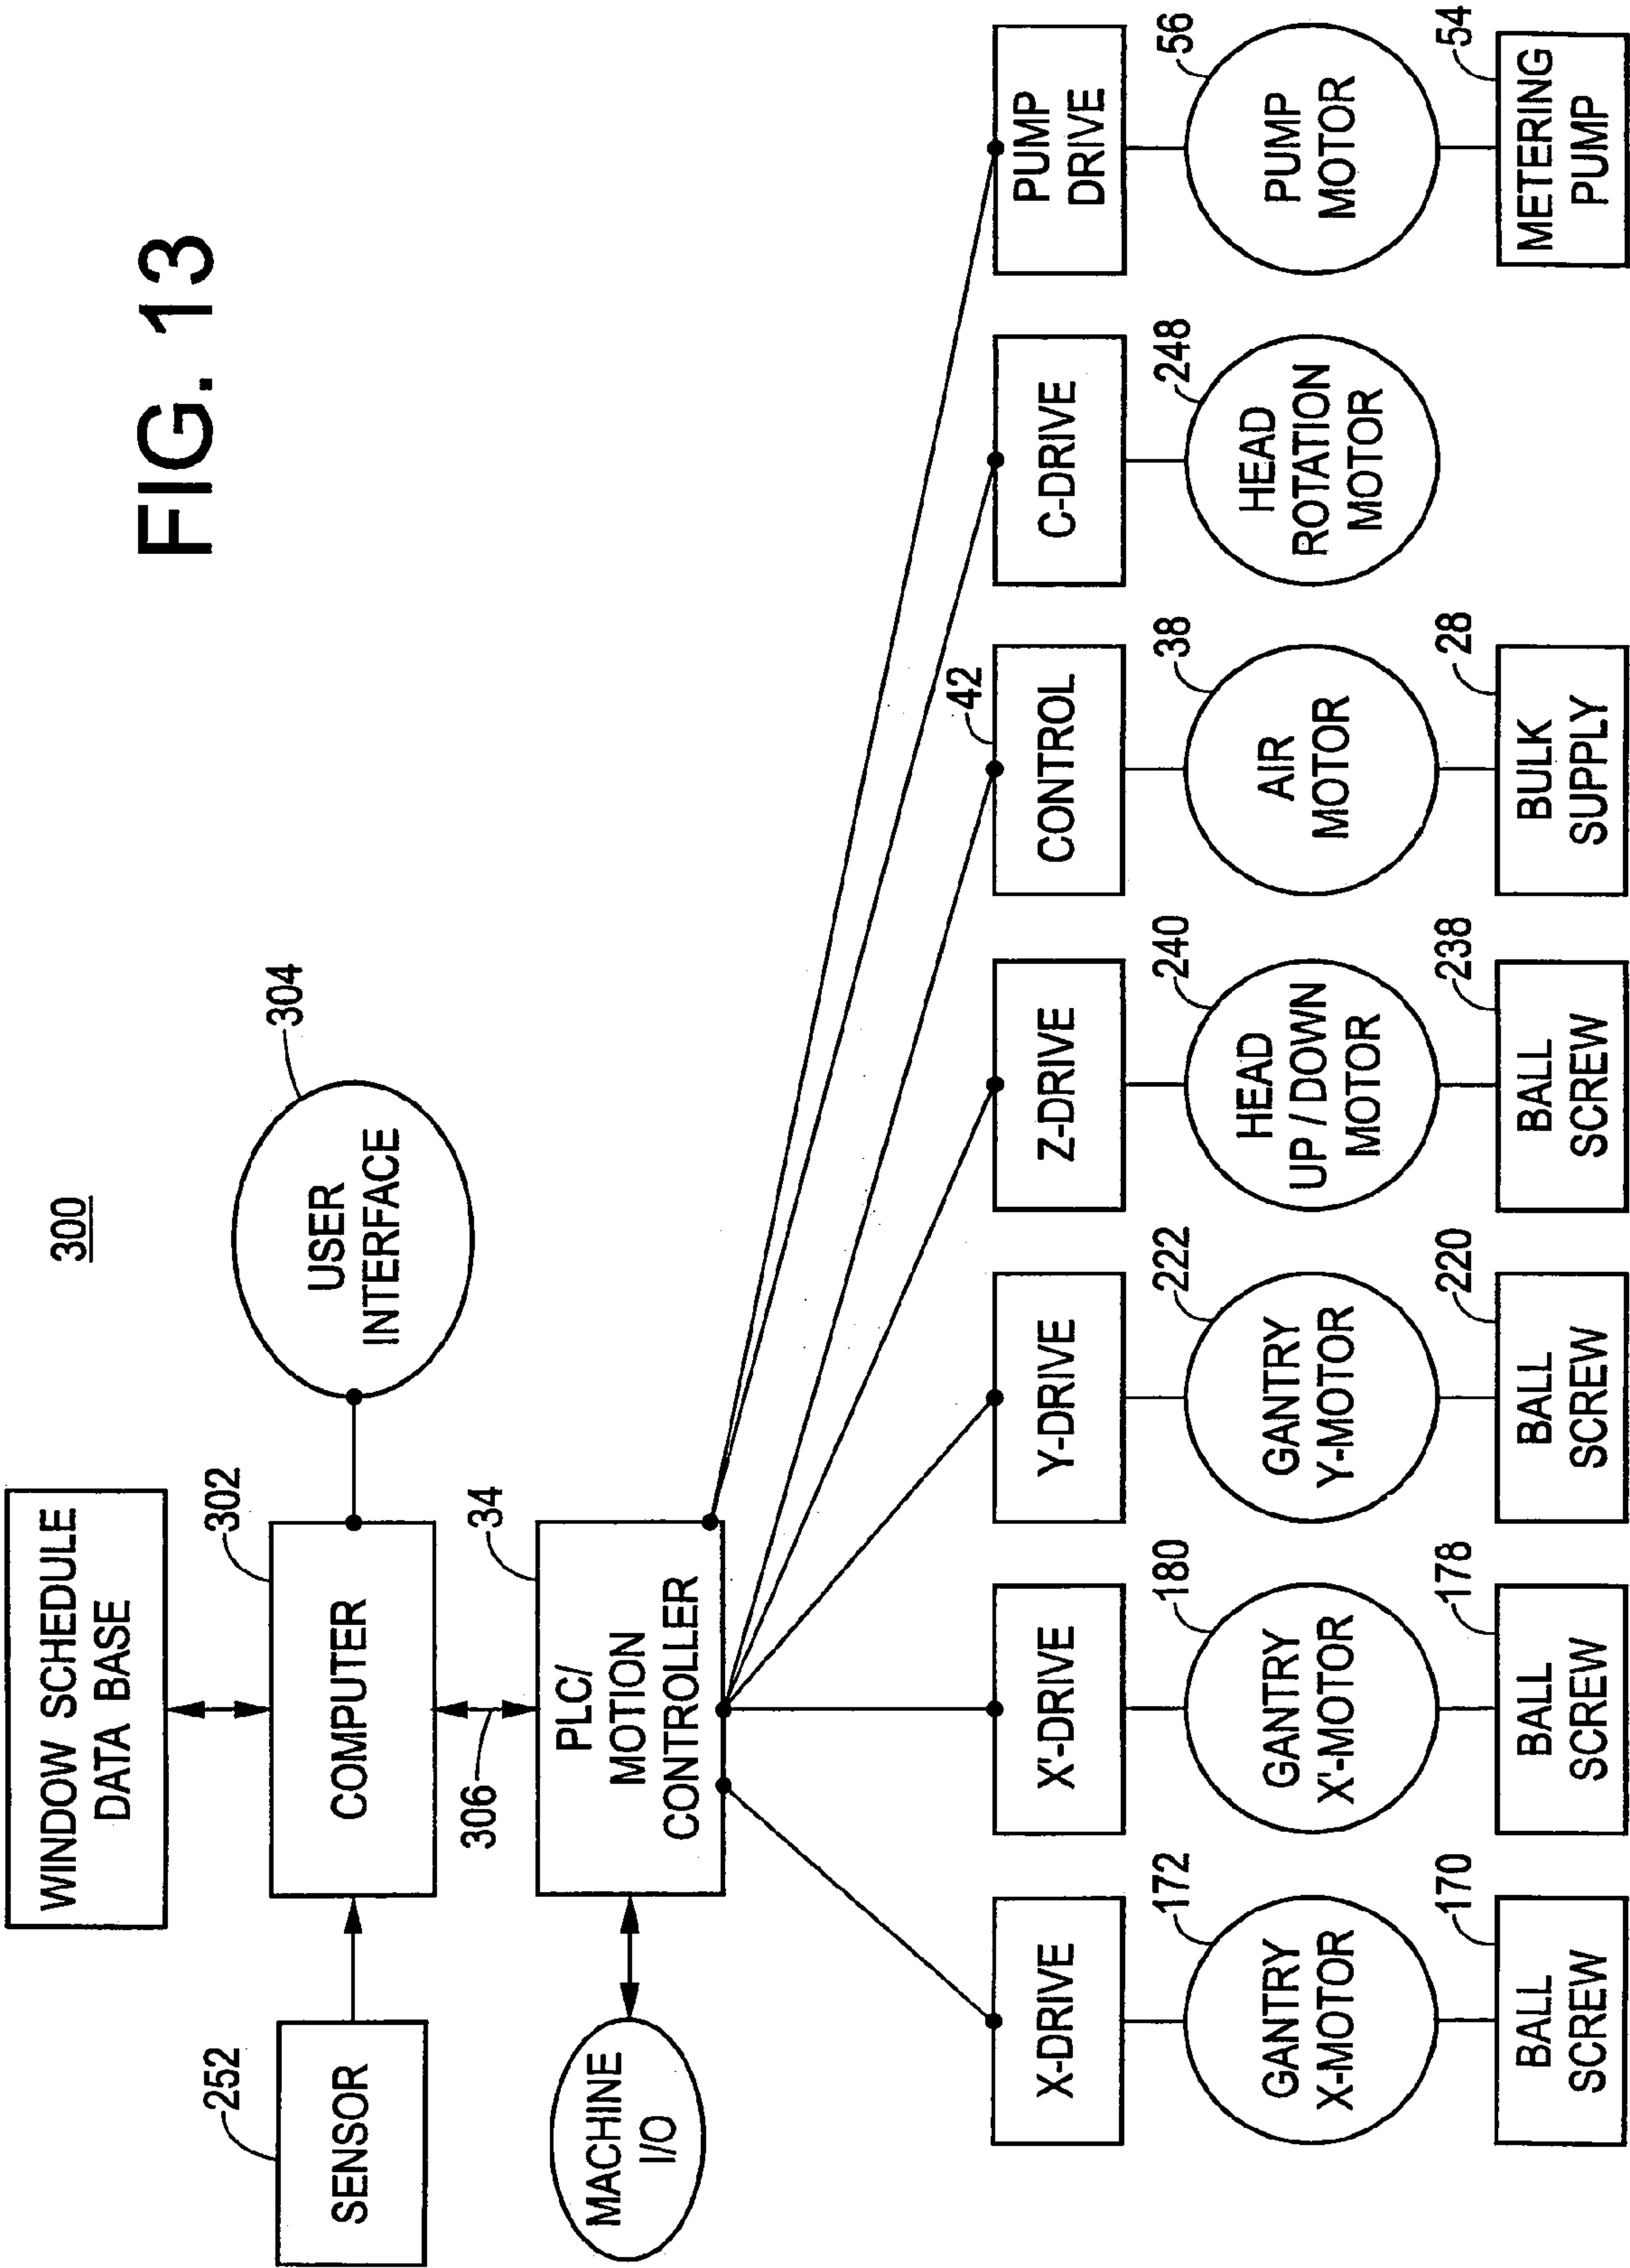 FIG. 13
300
WINDOW SCHEDULE
DATA BASE
302
COMPUTER
304
USER
INTERFACE
252
SENSOR
306
34
PLC/
MOTION
CONTROLLER
MACHINE
I/O
X-DRIVE
172
GANTRY
X-MOTOR
170
BALL
SCREW
X'-DRIVE
180
GANTRY
X'-MOTOR
178
BALL
SCREW
Y-DRIVE
222
GANTRY
Y-MOTOR
220
BALL
SCREW
Z-DRIVE
240
HEAD
UP / DOWN
MOTOR
238
BALL
SCREW
42
CONTROL
38
AIR
MOTOR
28
BULK
SUPPLY
C-DRIVE
248
HEAD
ROTATION
MOTOR
PUMP
DRIVE
56
PUMP
MOTOR
54
METERING
PUMP